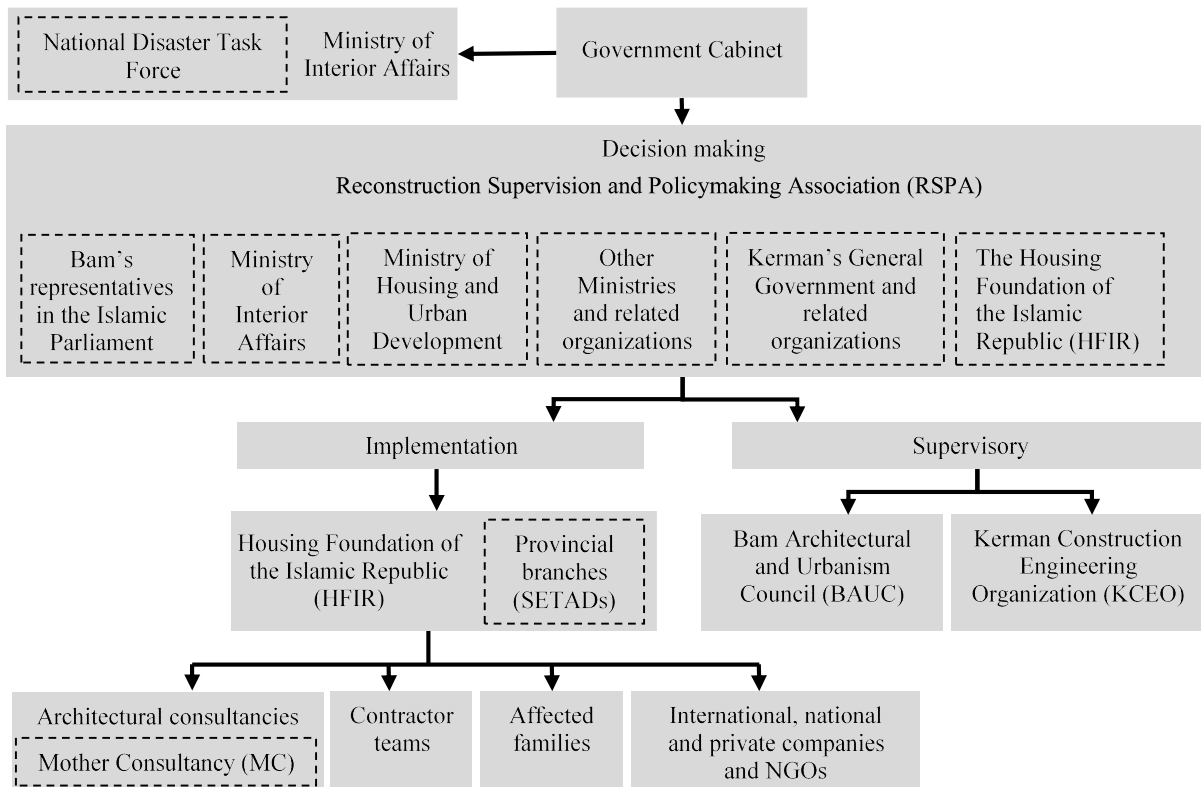 National Disaster Task
Force
Ministry of
Interior Affairs
Government Cabinet
Decision making
Reconstruction Supervision and Policymaking Association (RSPA)
Bam's
representatives
in the Islamic
Parliament
Ministry
of
Interior
Affairs
Ministry of
Housing and
Urban
Development
Other
Ministries
and related
organizations
Kerman's General
Government and
related
organizations
The Housing
Foundation of
the Islamic
Republic (HFIR)
Implementation
Supervisory
Housing Foundation of
the Islamic Republic
(HFIR)
Provincial
branches
(SETADs)
Bam Architectural
and Urbanism
Council (BAUC)
Kerman Construction
Engineering
Organization (KCEO)
Architectural consultancies
Mother Consultancy (MC)
Contractor
teams
Affected
families
International, national
and private companies
and NGOs